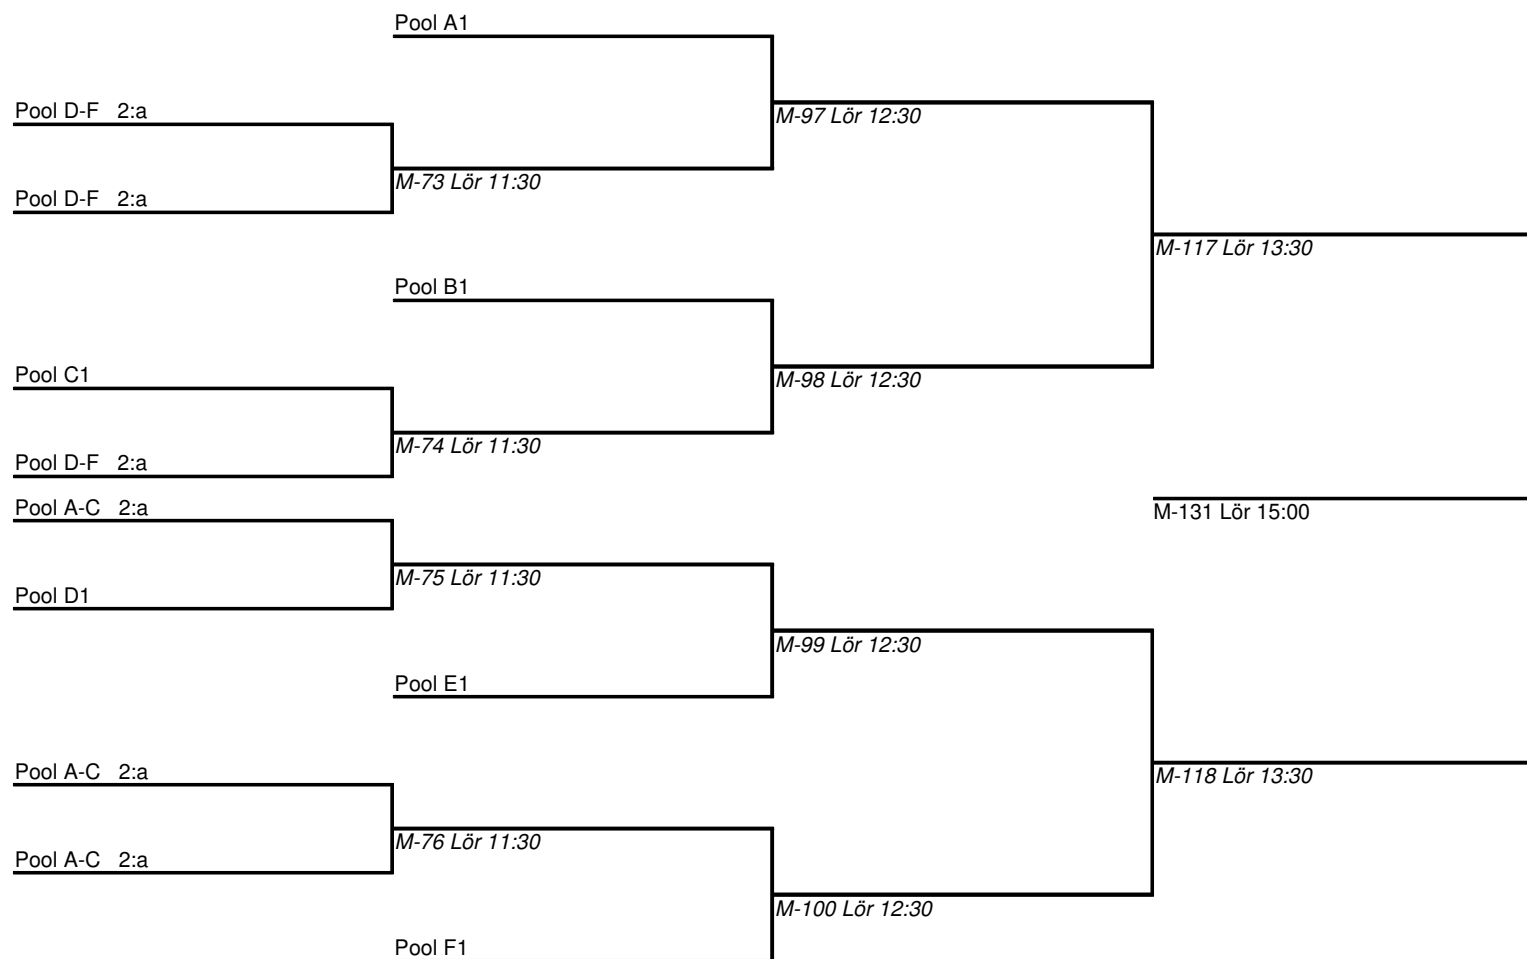 Pool A1
Pool D-F 2:a
M-97 Lör 12:30
M-73 Lör 11:30
Pool D-F 2:a
M-117 Lör 13:30
Pool B1
Pool C1
M-98 Lör 12:30
M-74 Lör 11:30
Pool D-F 2:a
Pool A-C 2:a
M-131 Lör 15:00
M-75 Lör 11:30
Pool D1
M-99 Lör 12:30
Pool E1
Pool A-C 2:a
M-118 Lör 13:30
M-76 Lör 11:30
Pool A-C 2:a
M-100 Lör 12:30
Pool F1